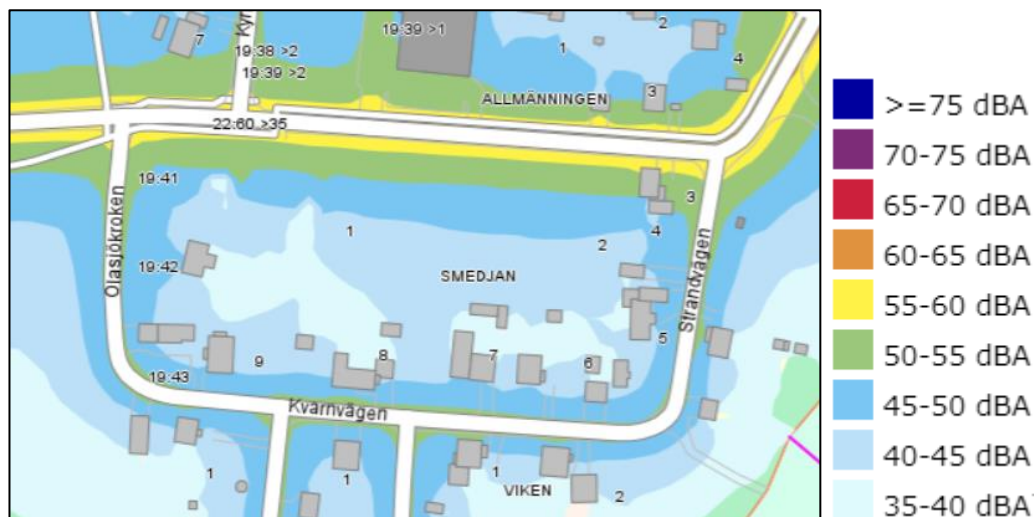 Kyr
7
19:38 >2
19:39 >2
19:39 >1
1
2
4
3
ALLMÄNNINGEN
22:60 >35
19:41
Olasjökroken
1
2
3
4
19:42
SMEDJAN
Strandvägen
5
9
8
7
6
19:43
Kvarnvägen
1
1
1
VIKEN
2
>=75 dBA
70-75 dBA
65-70 dBA
60-65 dBA
55-60 dBA
50-55 dBA
45-50 dBA
40-45 dBA
35-40 dBA